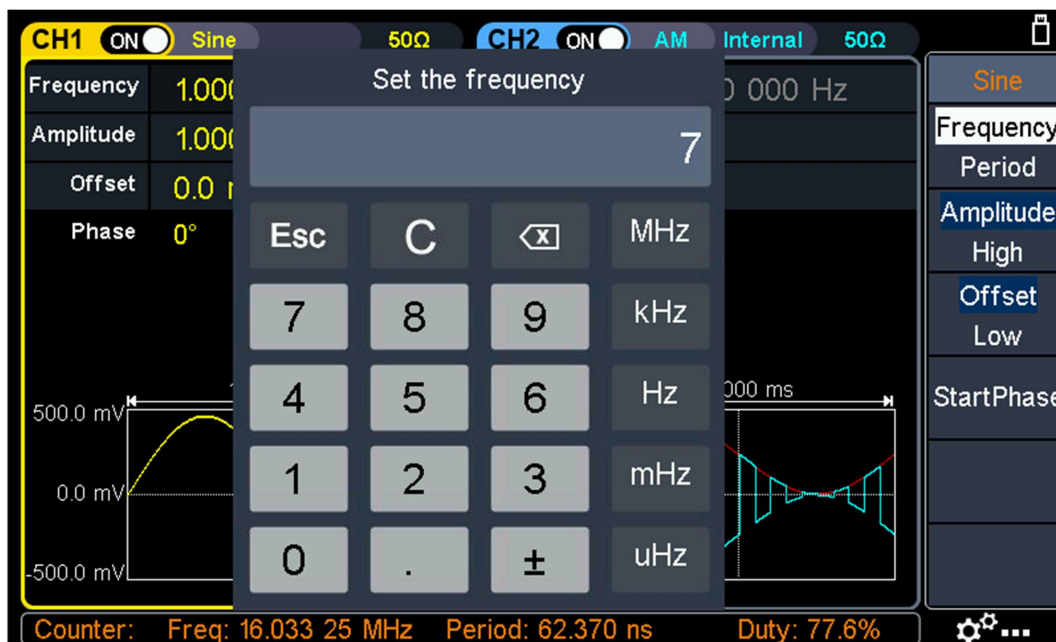 CH1 ON Sine 50Ω CH2 ON AM Internal 50Ω
Set the frequency
Frequency 1.000 0 000 Hz
Amplitude 1.000
Offset 0.0
Phase 0°
7
Esc C MHz
7 8 9 kHz
4 5 6 Hz
1 2 3 mHz
0 . ± uHz
500.0 mV
0.0 mV
-500.0 mV
000 ms
Sine
Frequency
Period
Amplitude
High
Offset
Low
StartPhase
Counter: Freq: 16.033 25 MHz Period: 62.370 ns Duty: 77.6%